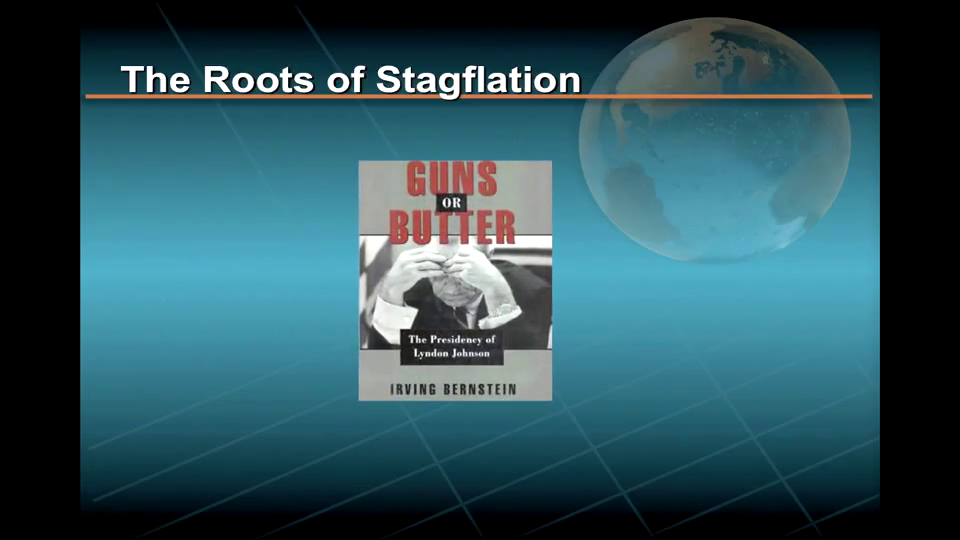 The Roots of Stagflation
GUNS
OR
BUTTER
The Presidency of
Lyndon Johnson
IRVING BERNSTEIN